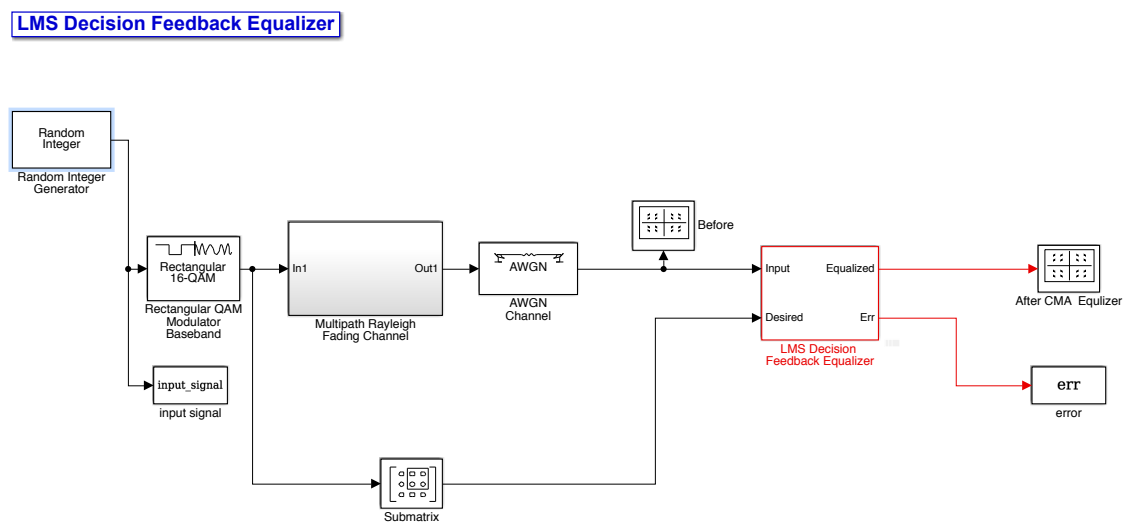 LMS Decision Feedback Equalizer
Random
Integer
Random Integer
Generator
Rectangular
16-QAM
Rectangular QAM
Modulator
Baseband
input_signal
input signal
In1
Out1
Multipath Rayleigh
Fading Channel
AWGN
AWGN
Channel
Before
Input
Equalized
Desired
Err
LMS Decision
Feedback Equalizer
After CMA Equlizer
err
error
Submatrix